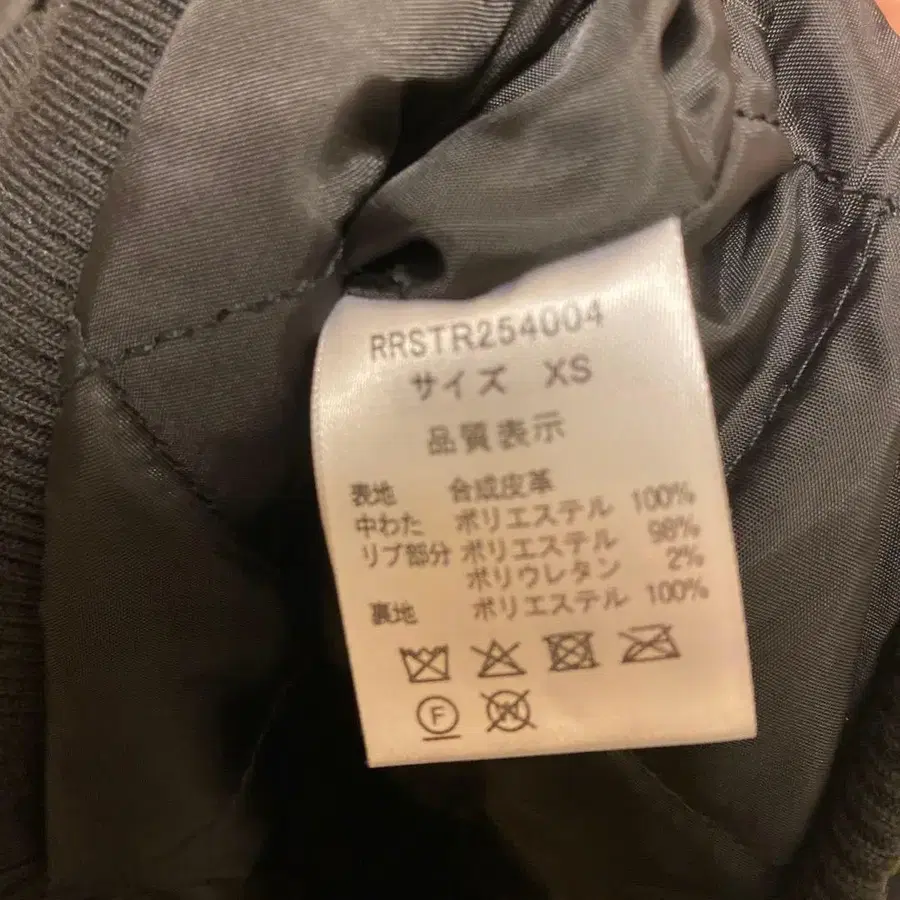 RRSTR254004
サイズ XS
品質表示
表地 合成皮革
中わた ポリエステル 100%
リブ部分 ポリエステル 98%
ポリウレタン 2%
裏地 ポリエステル 100%
F
W